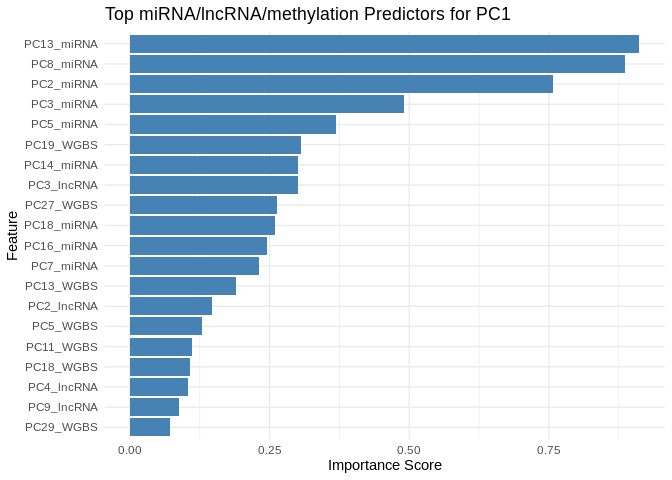 Top miRNA/lncRNA/methylation Predictors for PC1
Feature
PC13_miRNA
PC8_miRNA
PC2_miRNA
PC3_miRNA
PC5_miRNA
PC19_WGBS
PC14_miRNA
PC3_lncRNA
PC27_WGBS
PC18_miRNA
PC16_miRNA
PC7_miRNA
PC13_WGBS
PC2_lncRNA
PC5_WGBS
PC11_WGBS
PC18_WGBS
PC4_lncRNA
PC9_lncRNA
PC29_WGBS
0.00 0.25 0.50 0.75
Importance Score